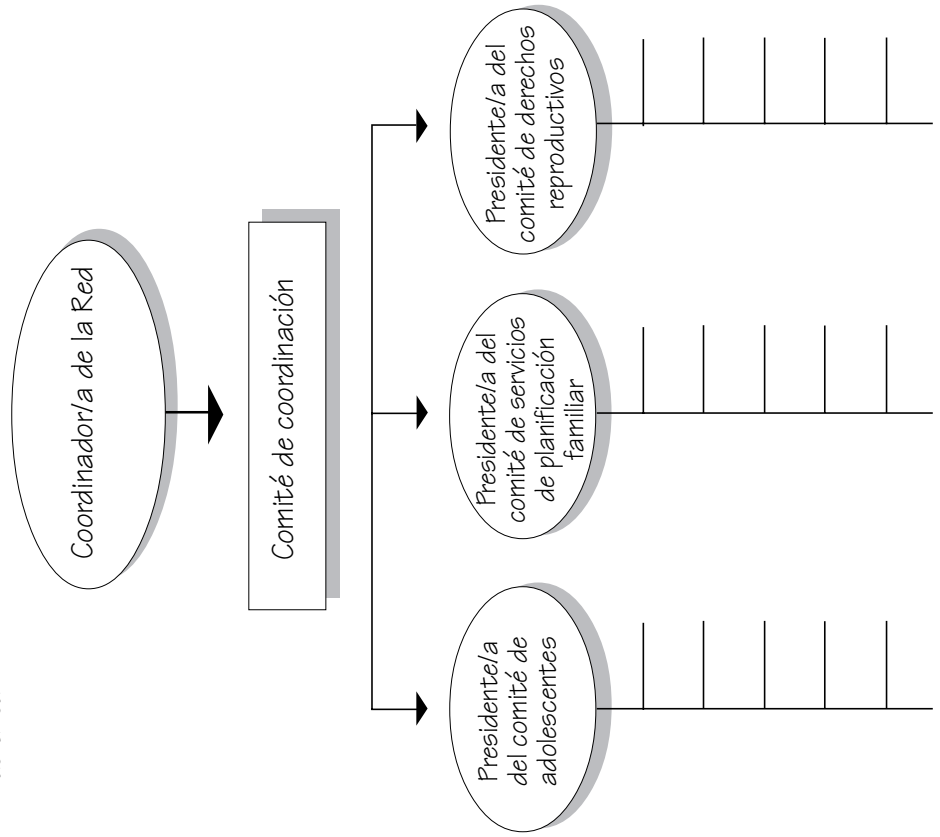 Coordinador/a de la Red
Comité de coordinación
Presidente/a
del comité de
adolescentes
Presidente/a del
comité de servicios
de planificación
familiar
Presidente/a del
comité de derechos
reproductivos